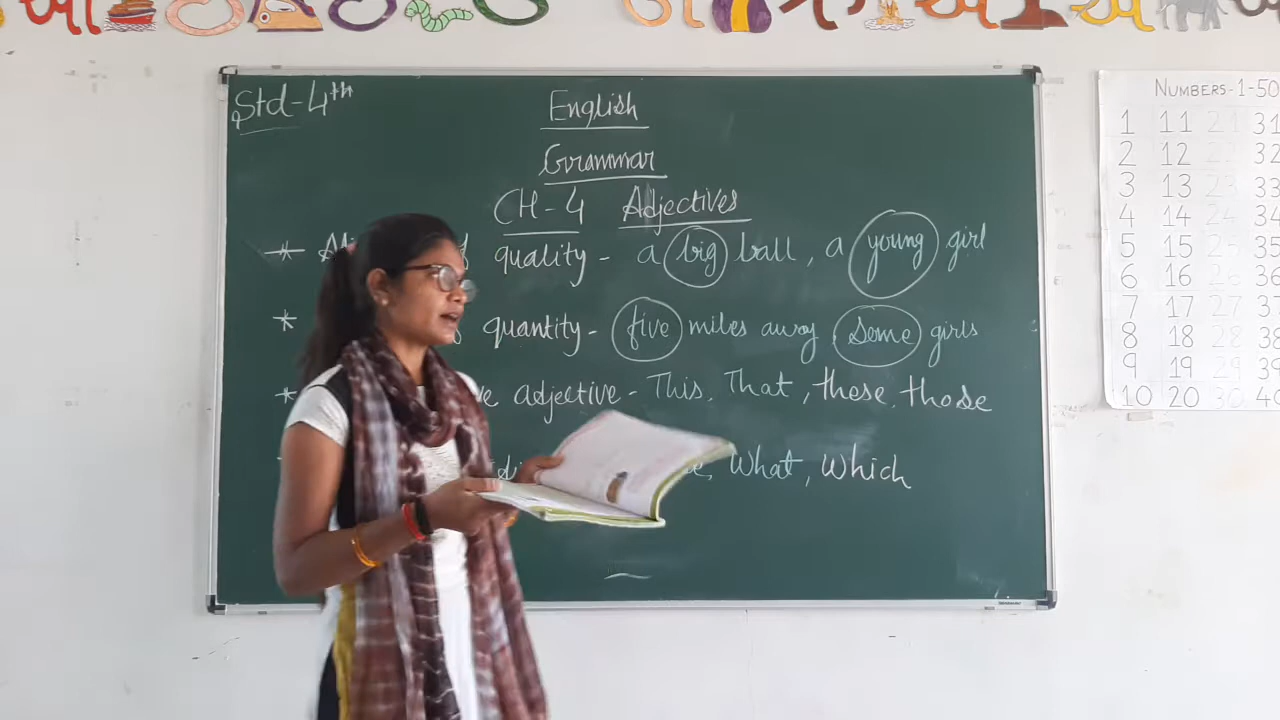 Std-4th
English
Grammar
CH-4 Adjectives
* quality - a big ball, a young girl
* quantity - five miles away, some girls
* adjective - This, That, these, those
What, Which
NUMBERS-1-50
1 11 21 31
2 12 22 32
3 13 23 33
4 14 24 34
5 15 25 35
6 16 26 36
7 17 27 37
8 18 28 38
9 19 29 39
10 20 30 40